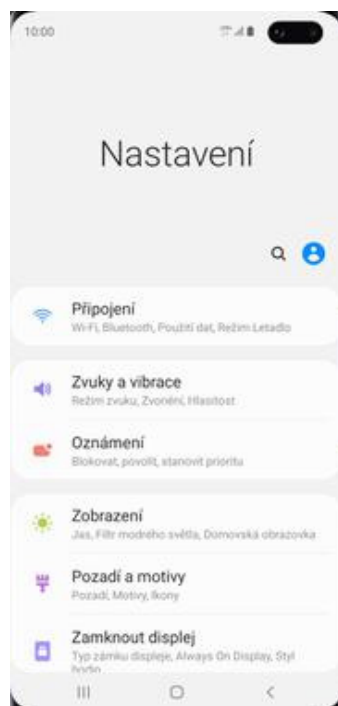 10:00
Nastavení
Připojení
Wi-Fi, Bluetooth, Použití dat, Režim Letadlo
Zvuky a vibrace
Režim zvuku, Zvonění, Hlasitost
Oznámení
Blokovat, povolit, stanovit prioritu
Zobrazení
Jas, Filtr modrého světla, Domovská obrazovka
Pozadí a motivy
Pozadí, Motivy, Ikony
Zamknout displej
Typ zámku displeje, Always On Display, Styl
hodin